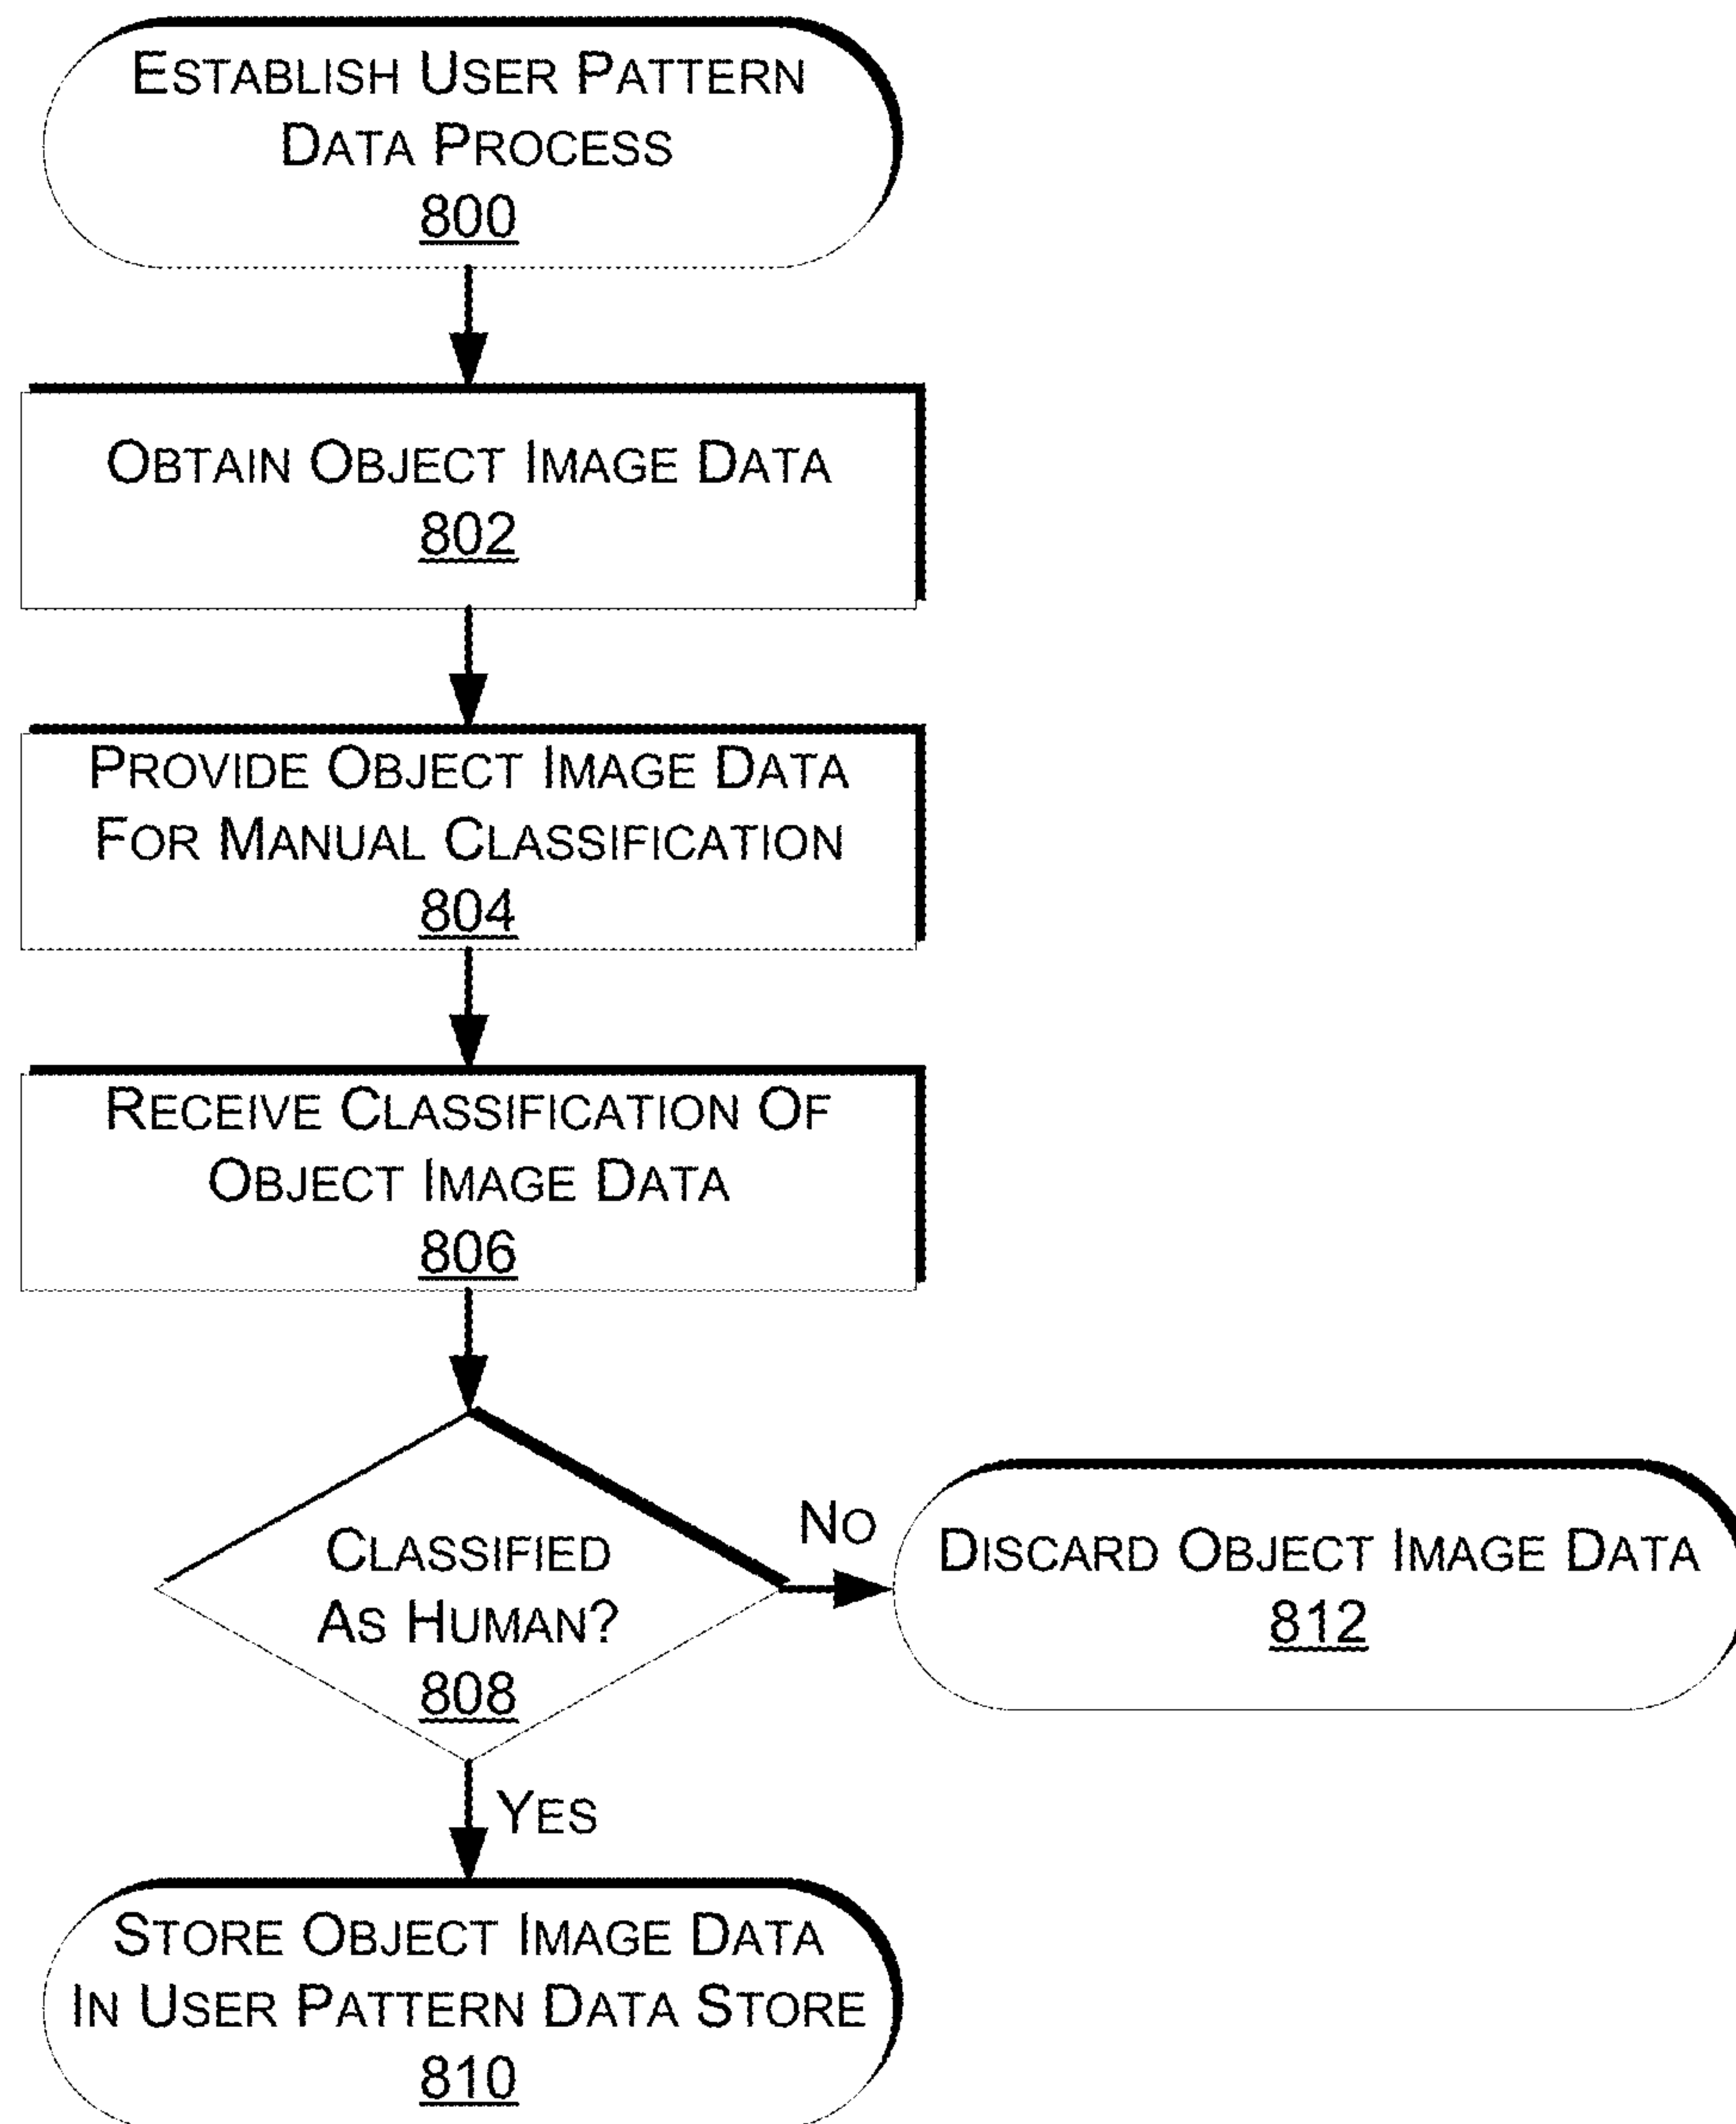 ESTABLISH USER PATTERN
DATA PROCESS
800
OBTAIN OBJECT IMAGE DATA
802
PROVIDE OBJECT IMAGE DATA
FOR MANUAL CLASSIFICATION
804
RECEIVE CLASSIFICATION OF
OBJECT IMAGE DATA
806
CLASSIFIED
AS HUMAN?
808
NO
DISCARD OBJECT IMAGE DATA
812
YES
STORE OBJECT IMAGE DATA
IN USER PATTERN DATA STORE
810